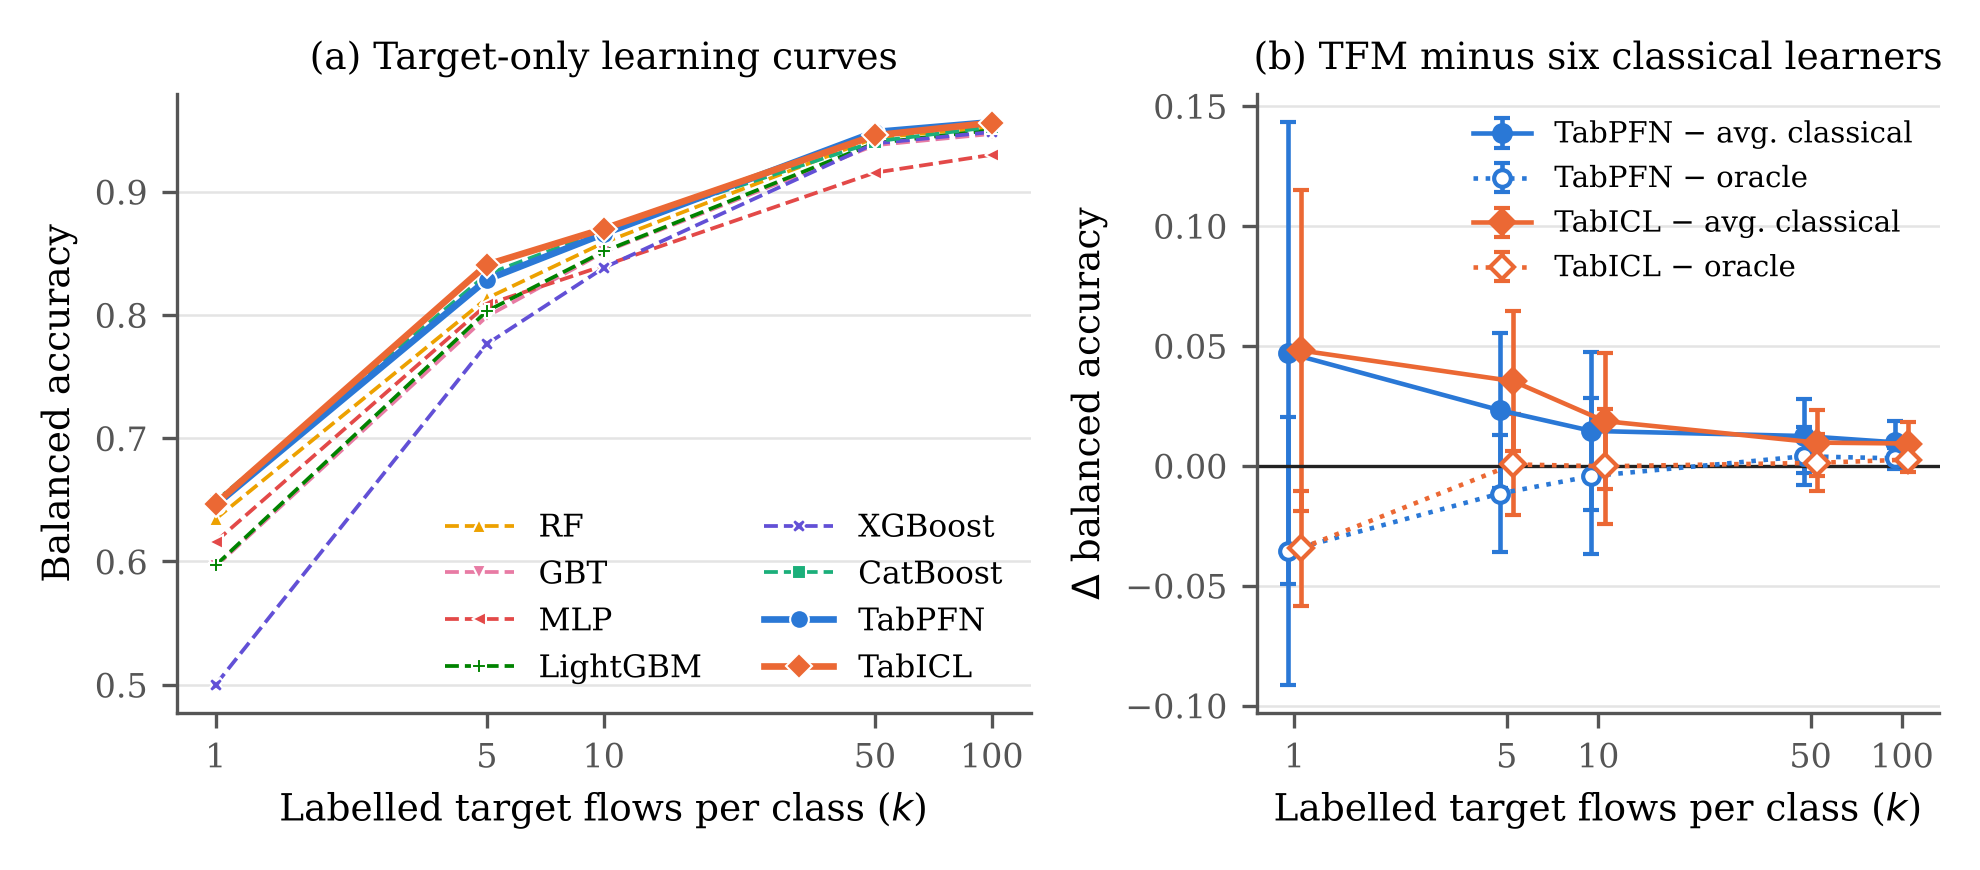 (a) Target-only learning curves
Balanced accuracy
0.9
0.8
0.7
0.6
0.5
RF
GBT
MLP
LightGBM
XGBoost
CatBoost
TabPFN
TabICL
1 5 10 50 100
Labelled target flows per class (k)
(b) TFM minus six classical learners
Δ balanced accuracy
0.15
0.10
0.05
0.00
−0.05
−0.10
TabPFN − avg. classical
TabPFN − oracle
TabICL − avg. classical
TabICL − oracle
1 5 10 50 100
Labelled target flows per class (k)